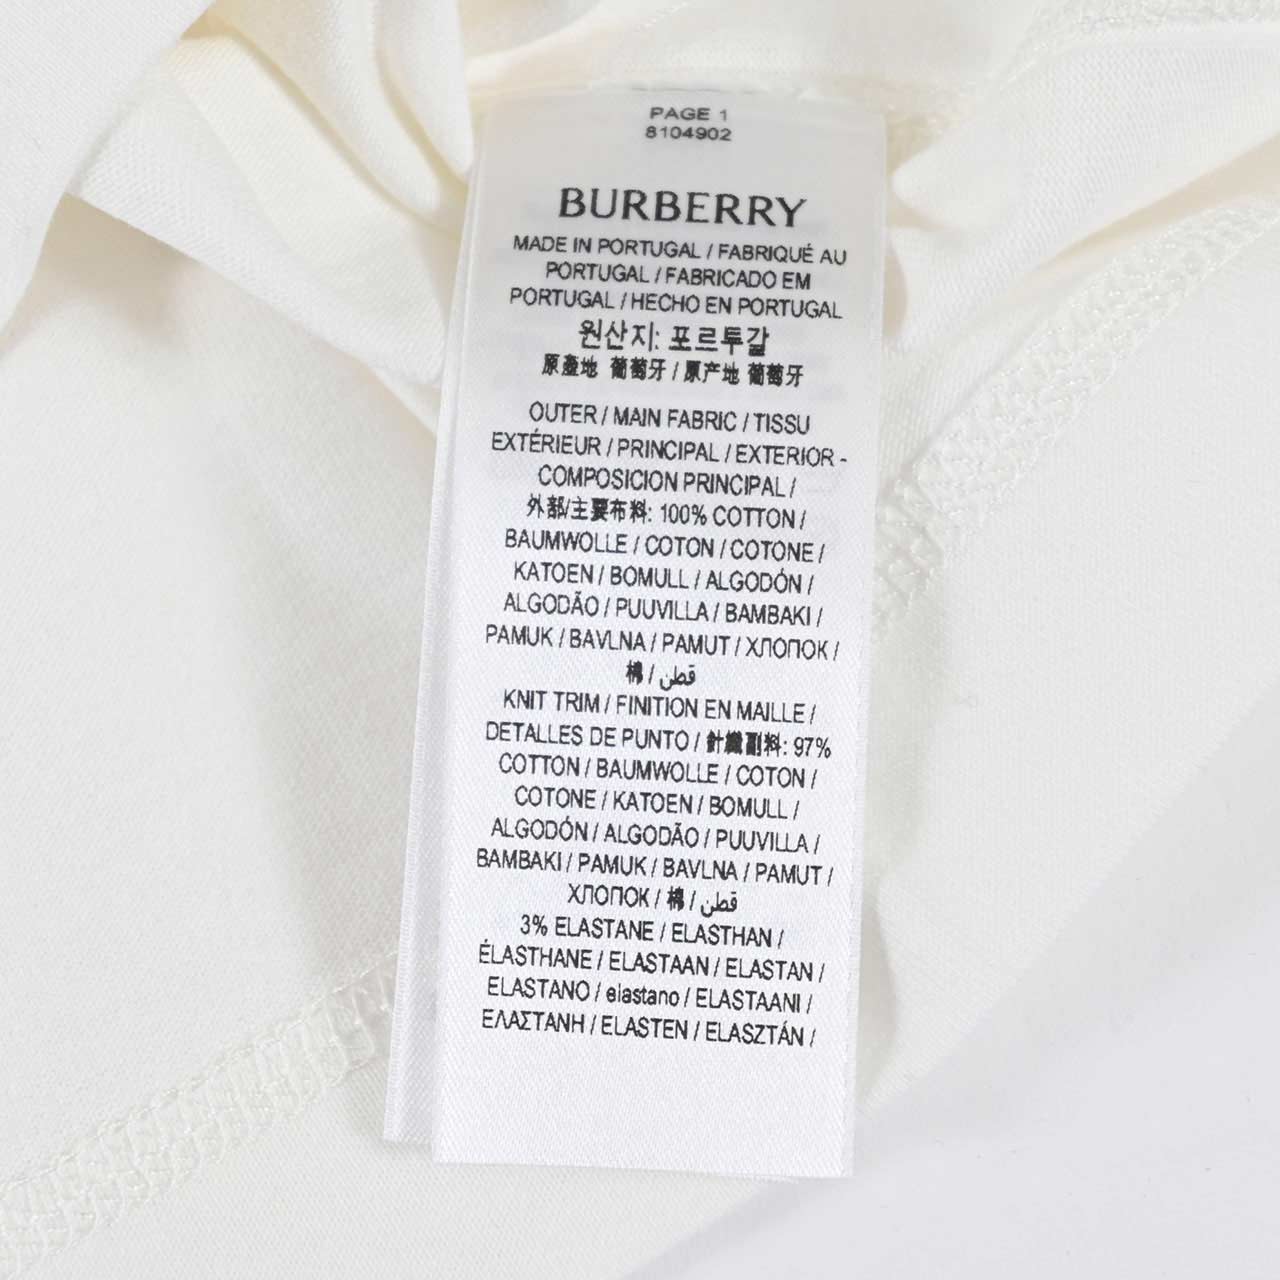 PAGE 1
8104902
BURBERRY
MADE IN PORTUGAL / FABRIQUÉ AU
PORTUGAL / FABRICADO EM
PORTUGAL / HECHO EN PORTUGAL
원산지: 포르투갈
原產地 葡萄牙 / 原产地 葡萄牙
OUTER / MAIN FABRIC / TISSU
EXTÉRIEUR / PRINCIPAL / EXTERIOR -
COMPOSICION PRINCIPAL /
外部/主要布料: 100% COTTON /
BAUMWOLLE / COTON / COTONE /
KATOEN / BOMULL / ALGODÓN /
ALGODÃO / PUUVILLA / BAMBAKI /
PAMUK / BAVLNA / PAMUT / ХЛОПОК /
棉 / قطن
KNIT TRIM / FINITION EN MAILLE /
DETALLES DE PUNTO / 針織副料: 97%
COTTON / BAUMWOLLE / COTON /
COTONE / KATOEN / BOMULL /
ALGODÓN / ALGODÃO / PUUVILLA /
BAMBAKI / PAMUK / BAVLNA / PAMUT /
ХЛОПОК / 棉 / قطن
3% ELASTANE / ELASTHAN /
ÉLASTHANE / ELASTAAN / ELASTAN /
ELASTANO / elastano / ELASTAANI /
ΕΛΑΣΤΑΝΗ / ELASTEN / ELASZTÁN /